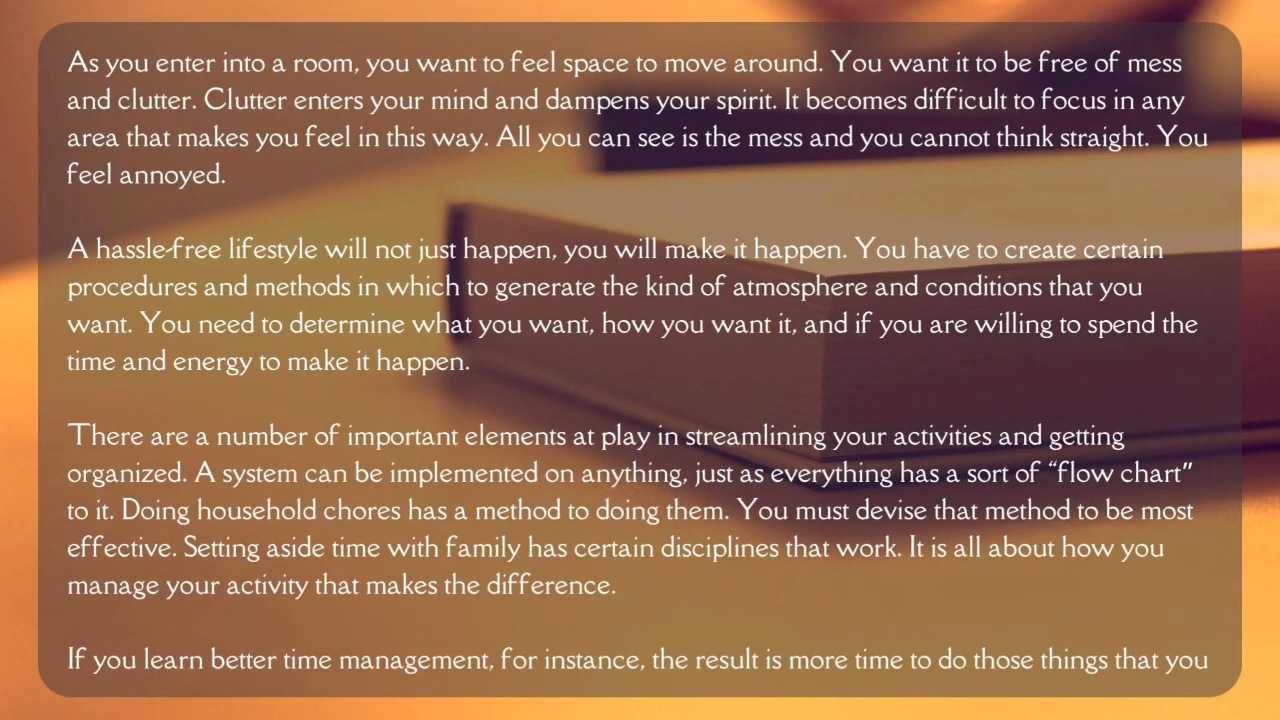 As you enter into a room, you want to feel space to move around. You want it to be free of mess
and clutter. Clutter enters your mind and dampens your spirit. It becomes difficult to focus in any
area that makes you feel in this way. All you can see is the mess and you cannot think straight. You
feel annoyed.
A hassle-free lifestyle will not just happen, you will make it happen. You have to create certain
procedures and methods in which to generate the kind of atmosphere and conditions that you
want. You need to determine what you want, how you want it, and if you are willing to spend the
time and energy to make it happen.
There are a number of important elements at play in streamlining your activities and getting
organized. A system can be implemented on anything, just as everything has a sort of “flow chart"
to it. Doing household chores has a method to doing them. You must devise that method to be most
effective. Setting aside time with family has certain disciplines that work. It is all about how you
manage your activity that makes the difference.
If you learn better time management, for instance, the result is more time to do those things that you